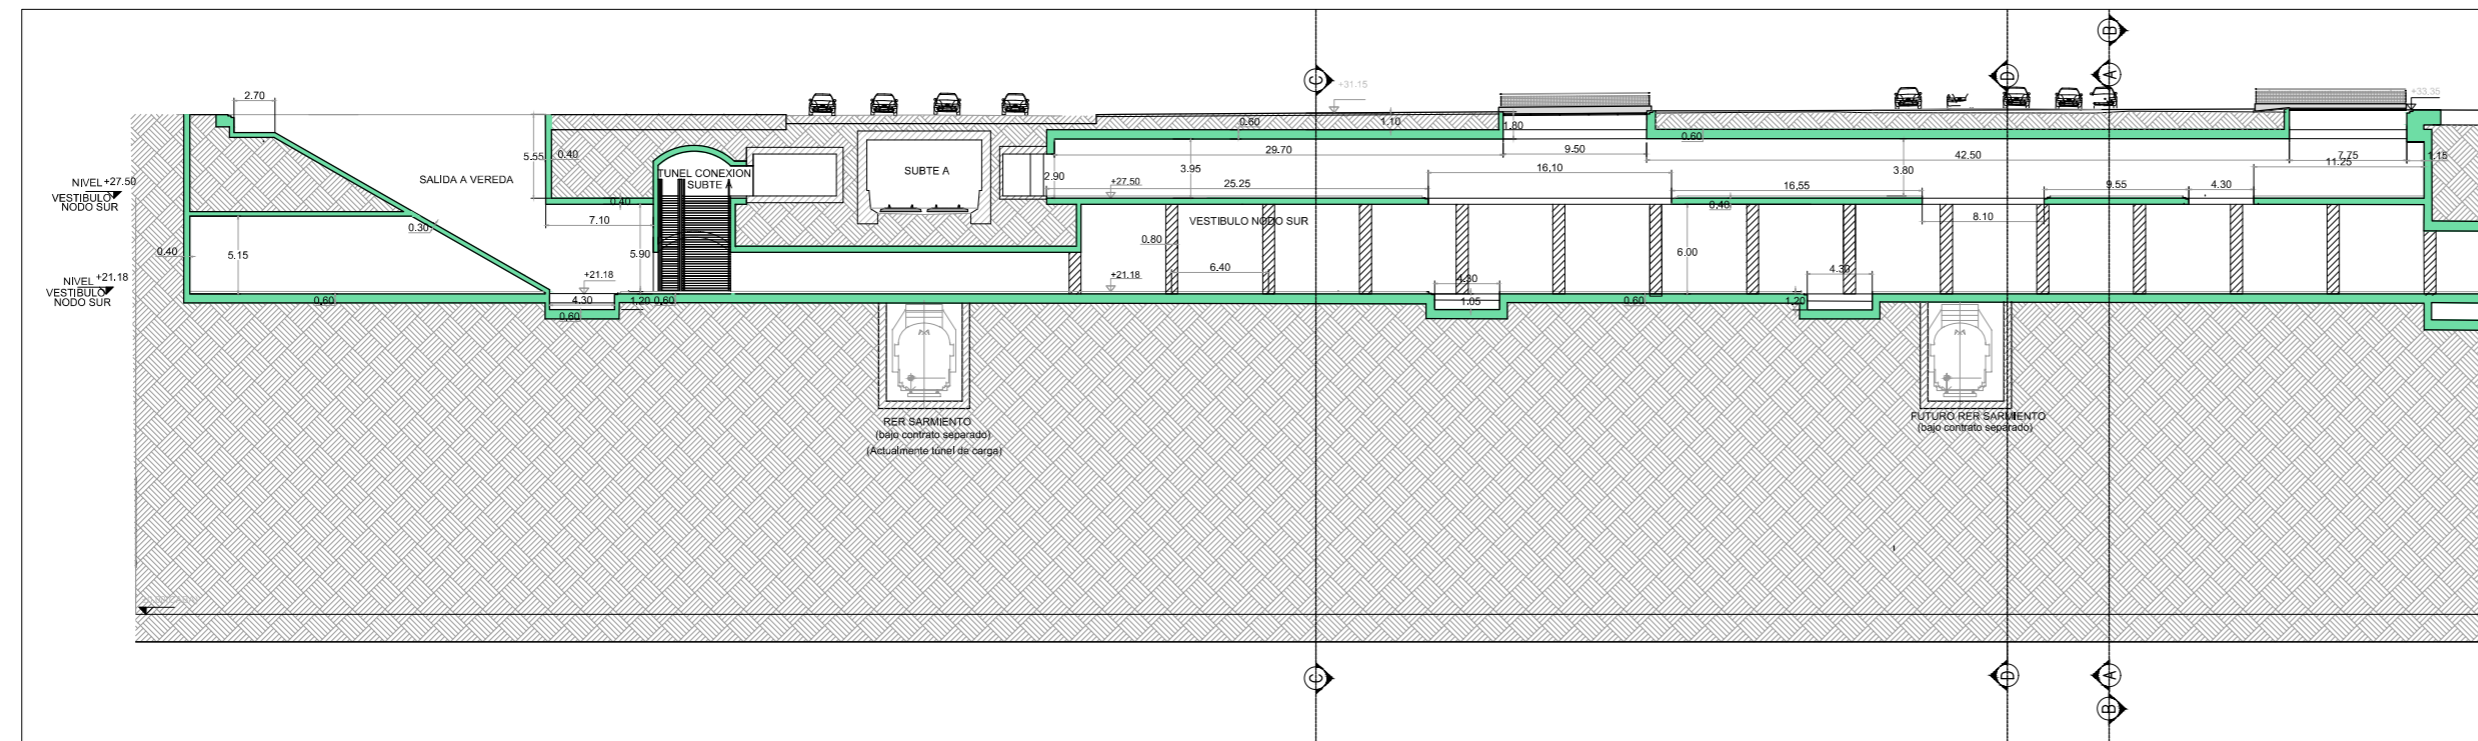 D
C
D
A
+31.15
+33.35
2.70
5.55
0.40
0.60
1.10
1.80
0.60
29.70
9.50
42.50
7.75
1.15
3.95
3.80
11.25
16.10
SALIDA A VEREDA
TUNEL CONEXION
SUBTE A
SUBTE A
2.90
+27.50
25.25
16.55
9.55
4.30
NIVEL +27.50
VESTIBULO
NODO SUR
0.40
0.40
7.10
VESTIBULO NODO SUR
8.10
0.30
0.80
0.40
5.15
5.90
6.00
6.40
NIVEL +21.18
VESTIBULO
NODO SUR
+21.18
+21.18
4.30
4.30
0.60
4.30
1.20
0.60
1.05
0.60
1.20
0.60
RER SARMIENTO
(bajo contrato separado)
(Actualmente túnel de carga)
FUTURO RER SARMIENTO
(bajo contrato separado)
C
D
A
B